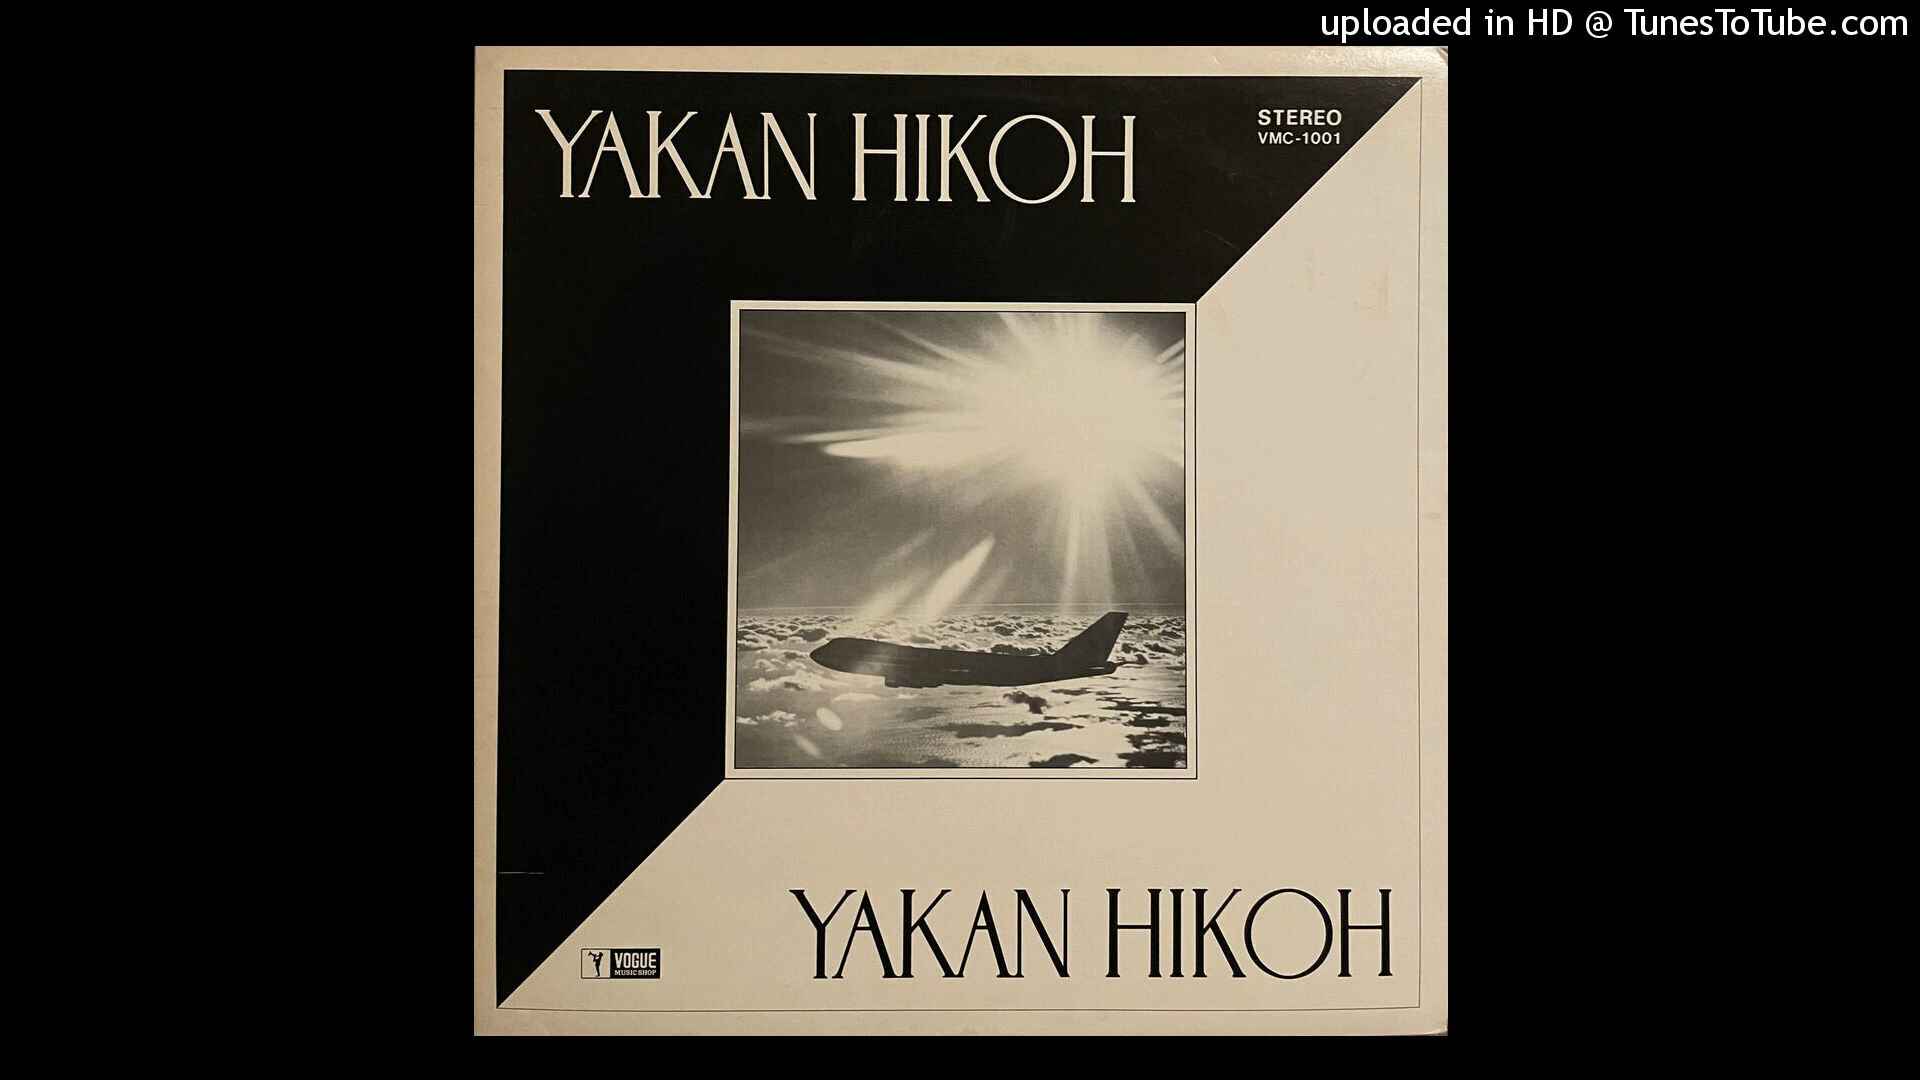 uploaded in HD @ TunesToTube.com
YAKAN HIKOH
STEREO
VMC-1001
YAKAN HIKOH
VOGUE
MUSIC SHOP